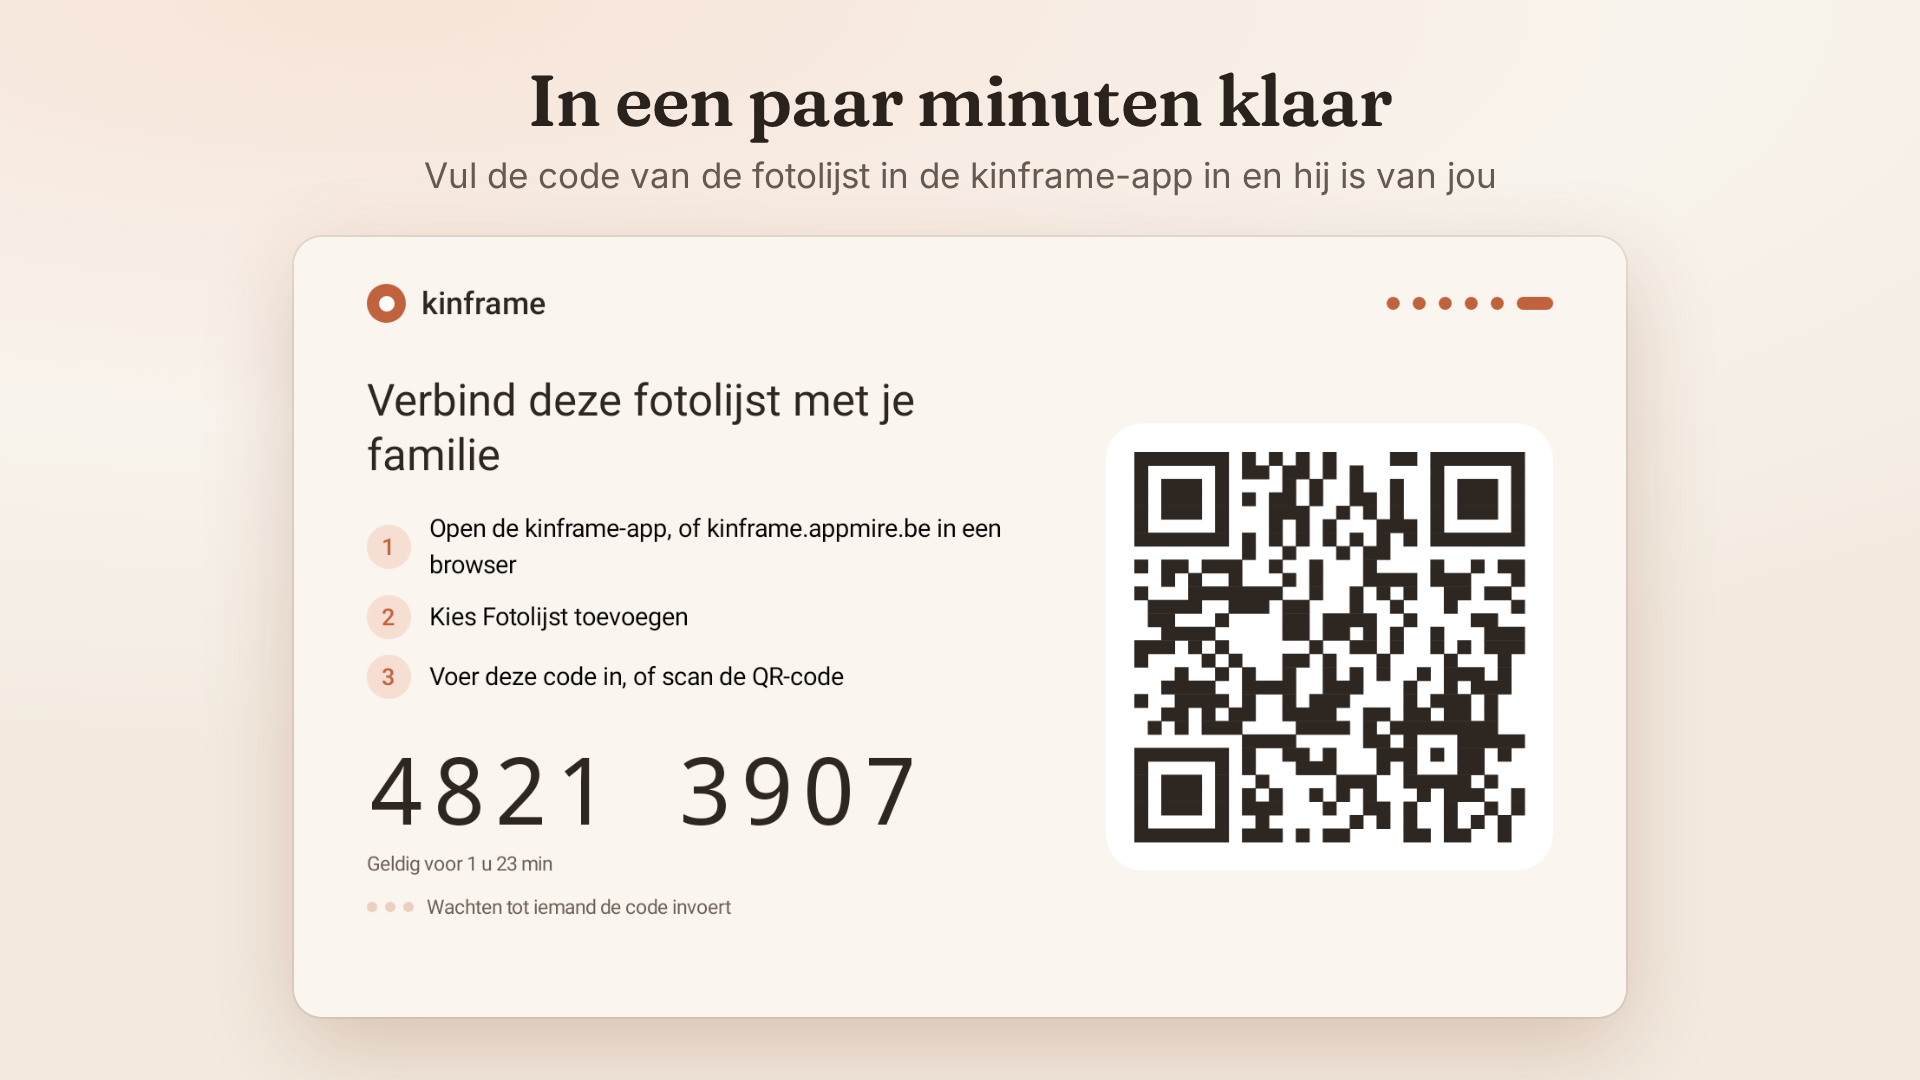 In een paar minuten klaar
Vul de code van de fotolijst in de kinframe-app in en hij is van jou
kinframe
Verbind deze fotolijst met je
familie
1 Open de kinframe-app, of kinframe.appmire.be in een
browser
2 Kies Fotolijst toevoegen
3 Voer deze code in, of scan de QR-code
4821 3907
Geldig voor 1 u 23 min
Wachten tot iemand de code invoert